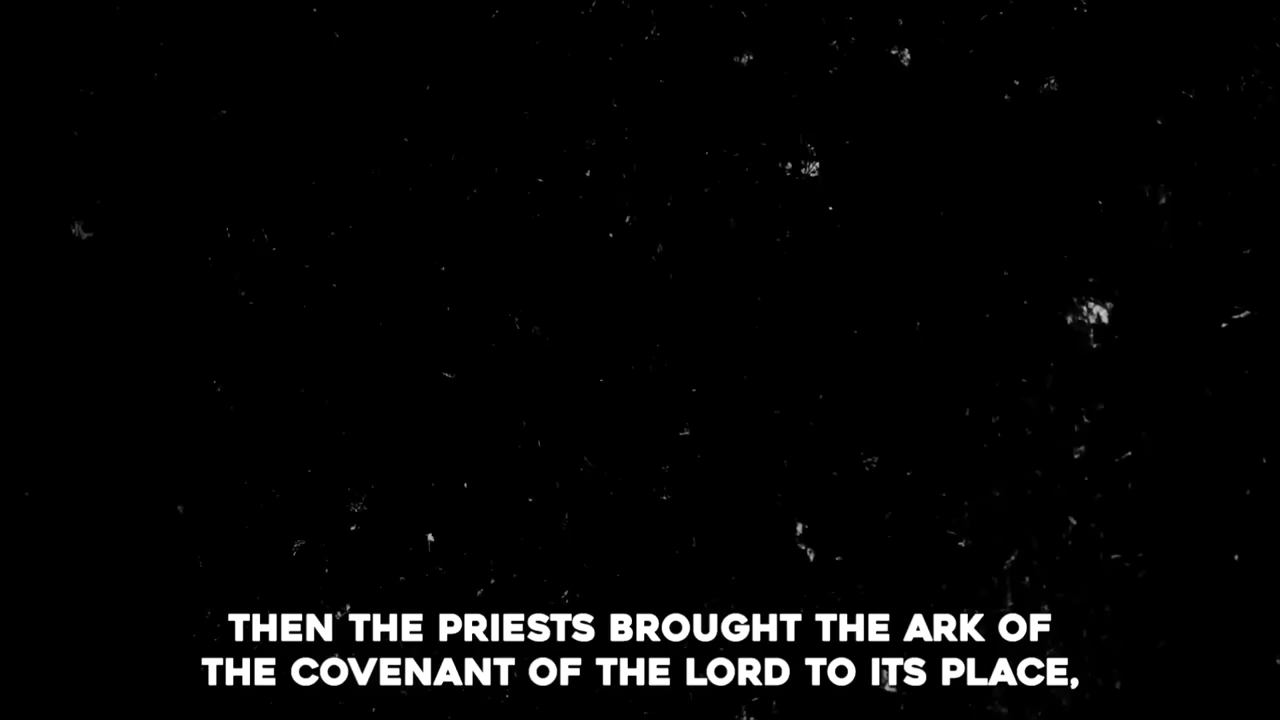 THEN THE PRIESTS BROUGHT THE ARK OF
THE COVENANT OF THE LORD TO ITS PLACE,